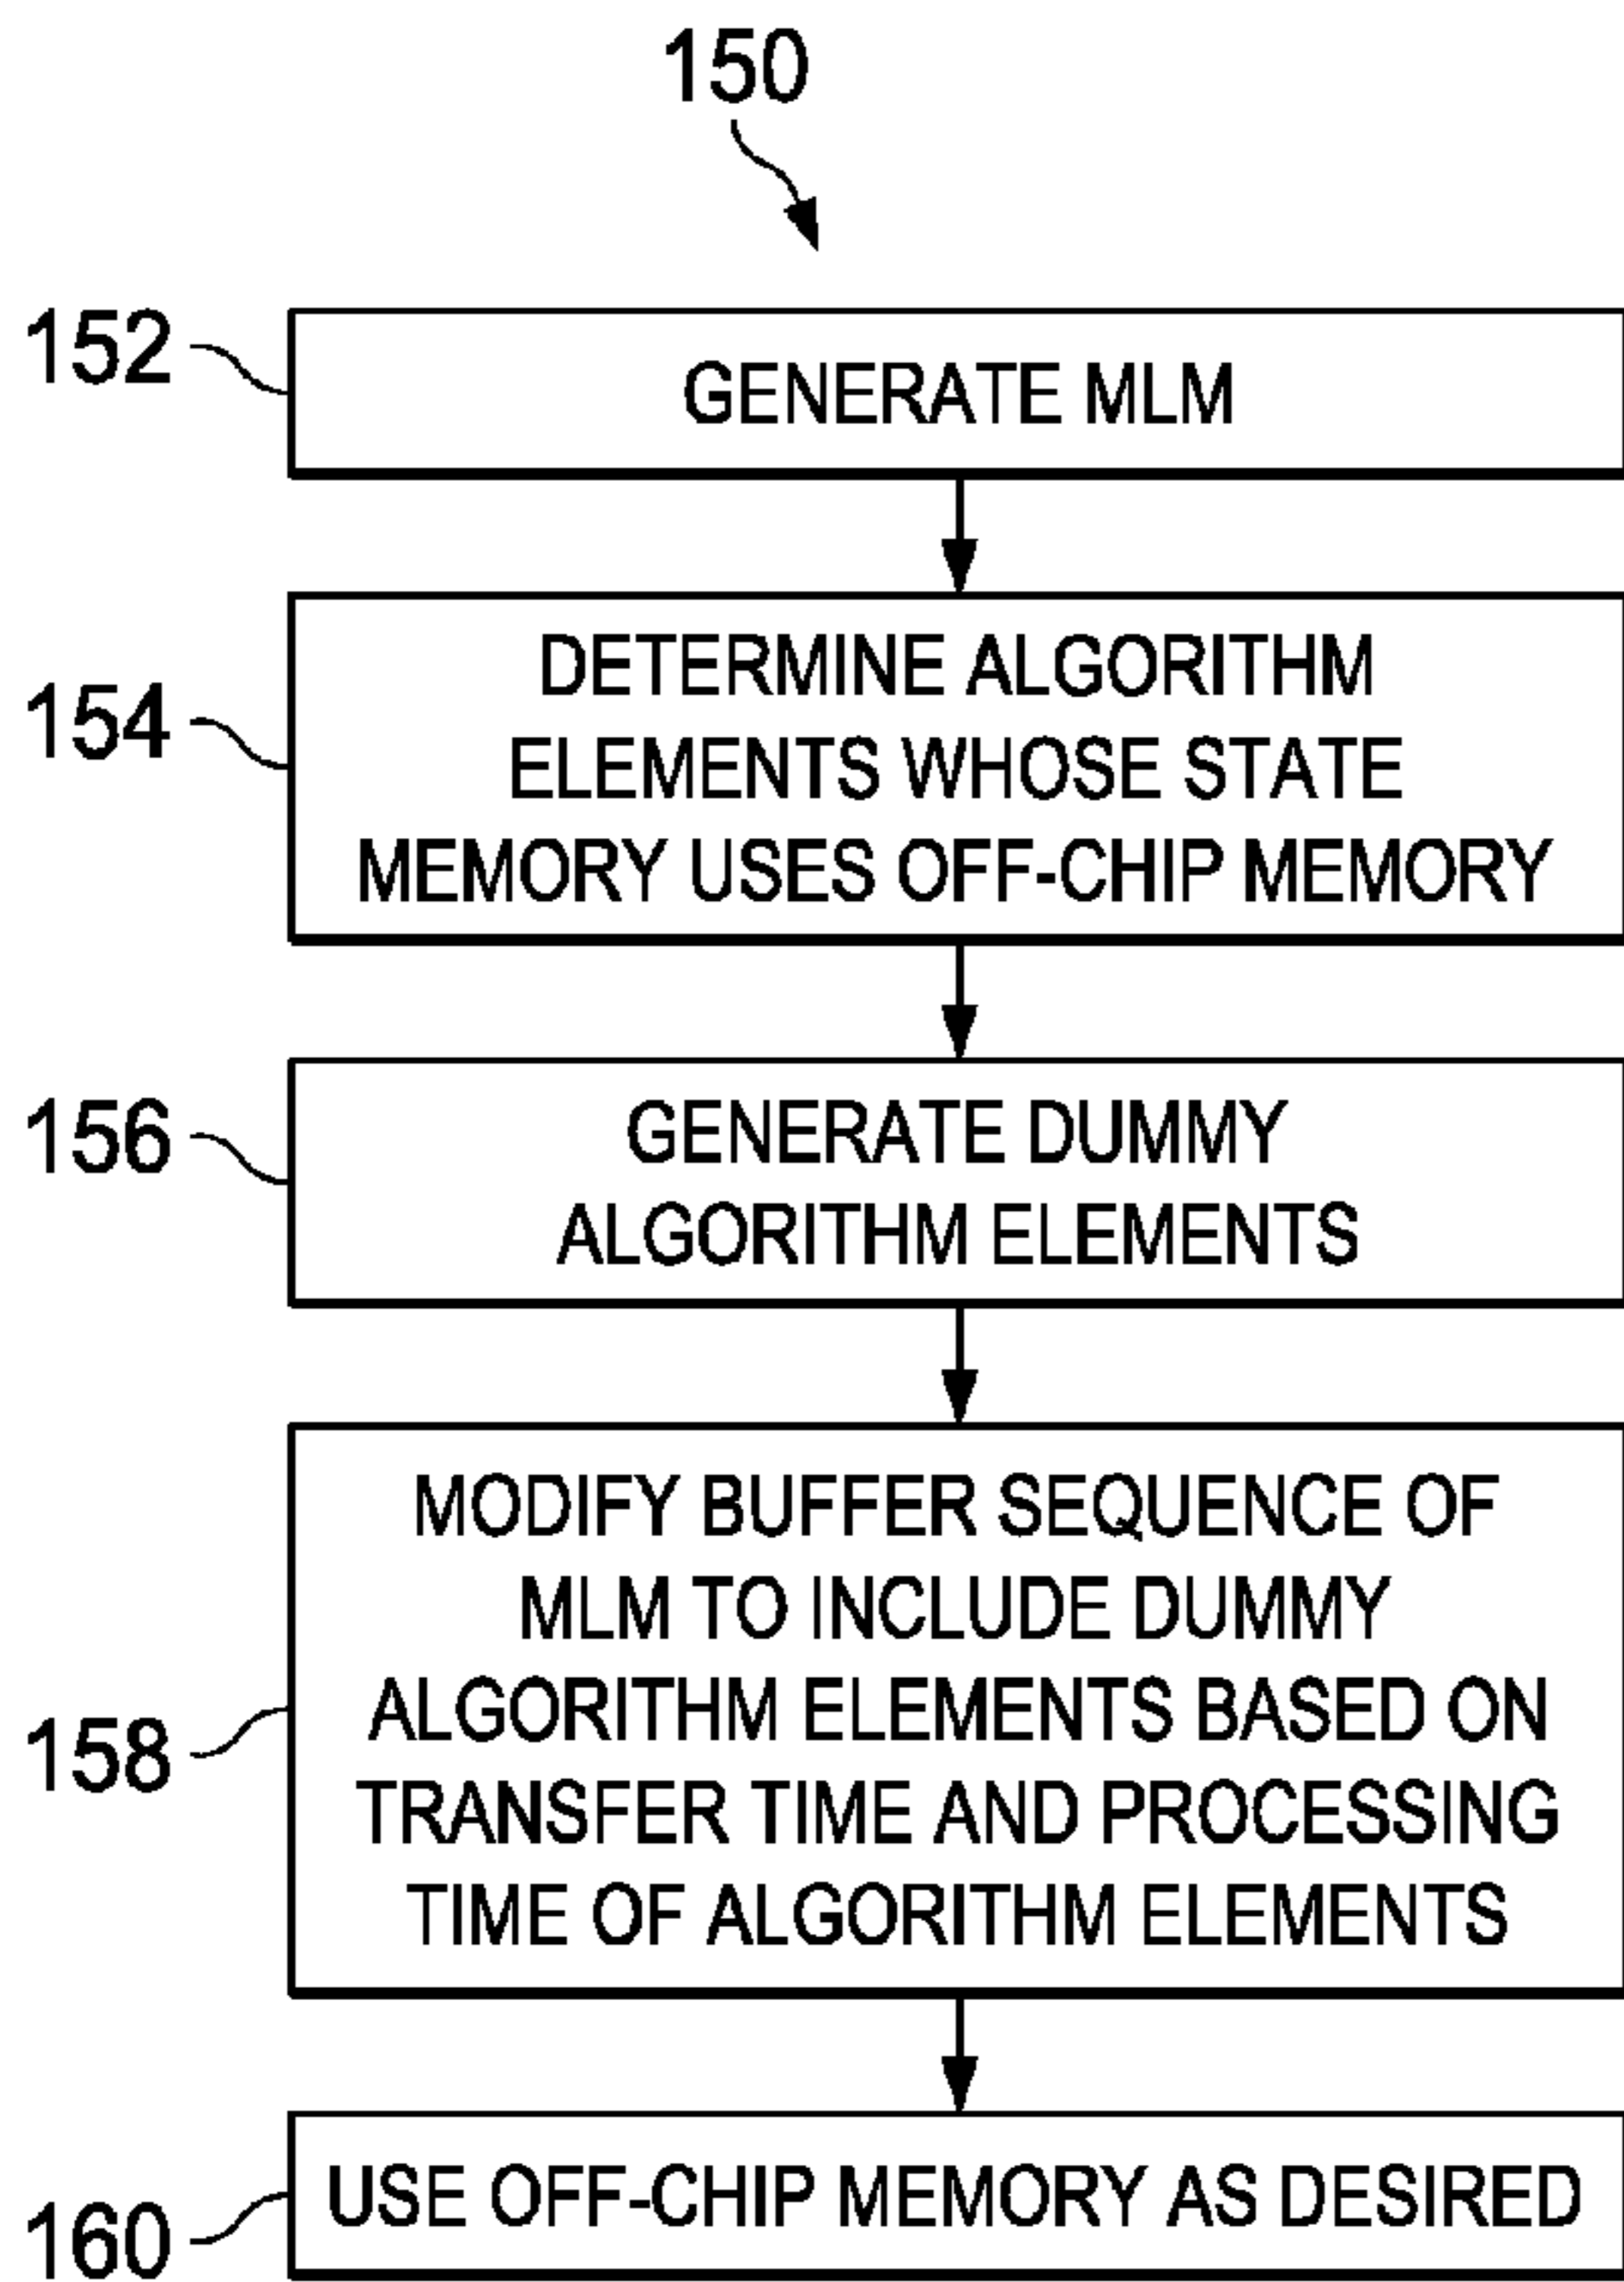 150
152
GENERATE MLM
154
DETERMINE ALGORITHM
ELEMENTS WHOSE STATE
MEMORY USES OFF-CHIP MEMORY
156
GENERATE DUMMY
ALGORITHM ELEMENTS
158
MODIFY BUFFER SEQUENCE OF
MLM TO INCLUDE DUMMY
ALGORITHM ELEMENTS BASED ON
TRANSFER TIME AND PROCESSING
TIME OF ALGORITHM ELEMENTS
160
USE OFF-CHIP MEMORY AS DESIRED